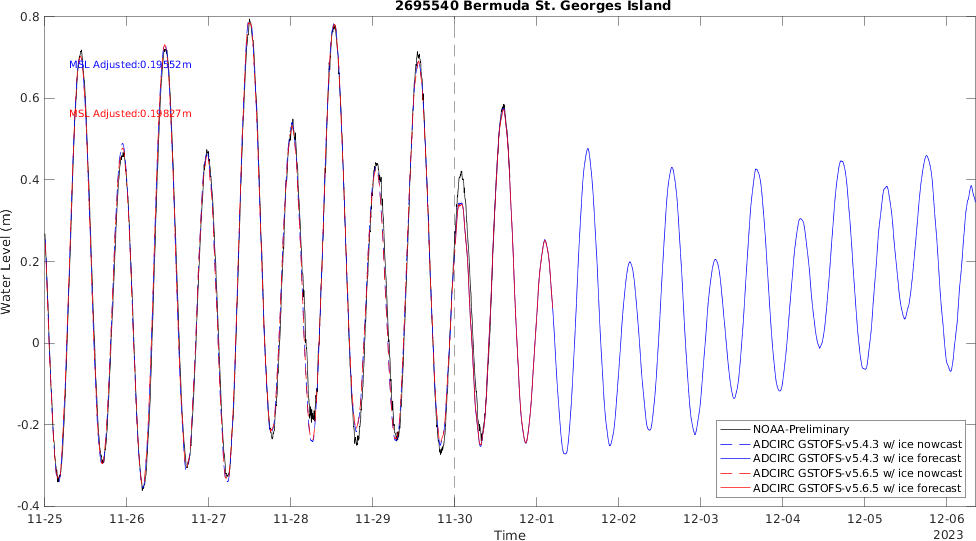 2695540 Bermuda St. Georges Island
0.8
0.6
0.4
0.2
0
-0.2
-0.4
Water Level (m)
MSL Adjusted:0.19552m
MSL Adjusted:0.19827m
NOAA-Preliminary
ADCIRC GSTOFS-v5.4.3 w/ ice nowcast
ADCIRC GSTOFS-v5.4.3 w/ ice forecast
ADCIRC GSTOFS-v5.6.5 w/ ice nowcast
ADCIRC GSTOFS-v5.6.5 w/ ice forecast
11-25 11-26 11-27 11-28 11-29 11-30 12-01 12-02 12-03 12-04 12-05 12-06
Time 2023